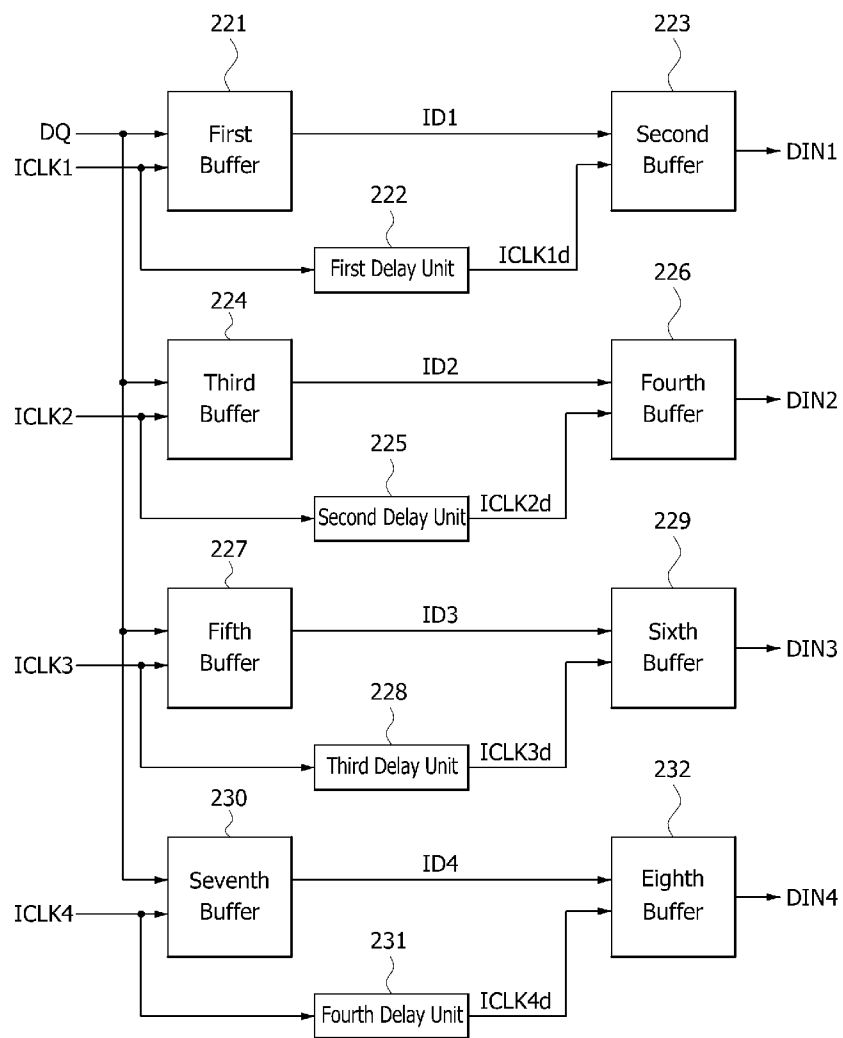 221
223
DQ
First
Buffer
ID1
Second
Buffer
DIN1
ICLK1
222
First Delay Unit
ICLK1d
224
226
Third
Buffer
ID2
Fourth
Buffer
DIN2
ICLK2
225
Second Delay Unit
ICLK2d
227
229
Fifth
Buffer
ID3
Sixth
Buffer
DIN3
ICLK3
228
Third Delay Unit
ICLK3d
230
232
Seventh
Buffer
ID4
Eighth
Buffer
DIN4
ICLK4
231
Fourth Delay Unit
ICLK4d